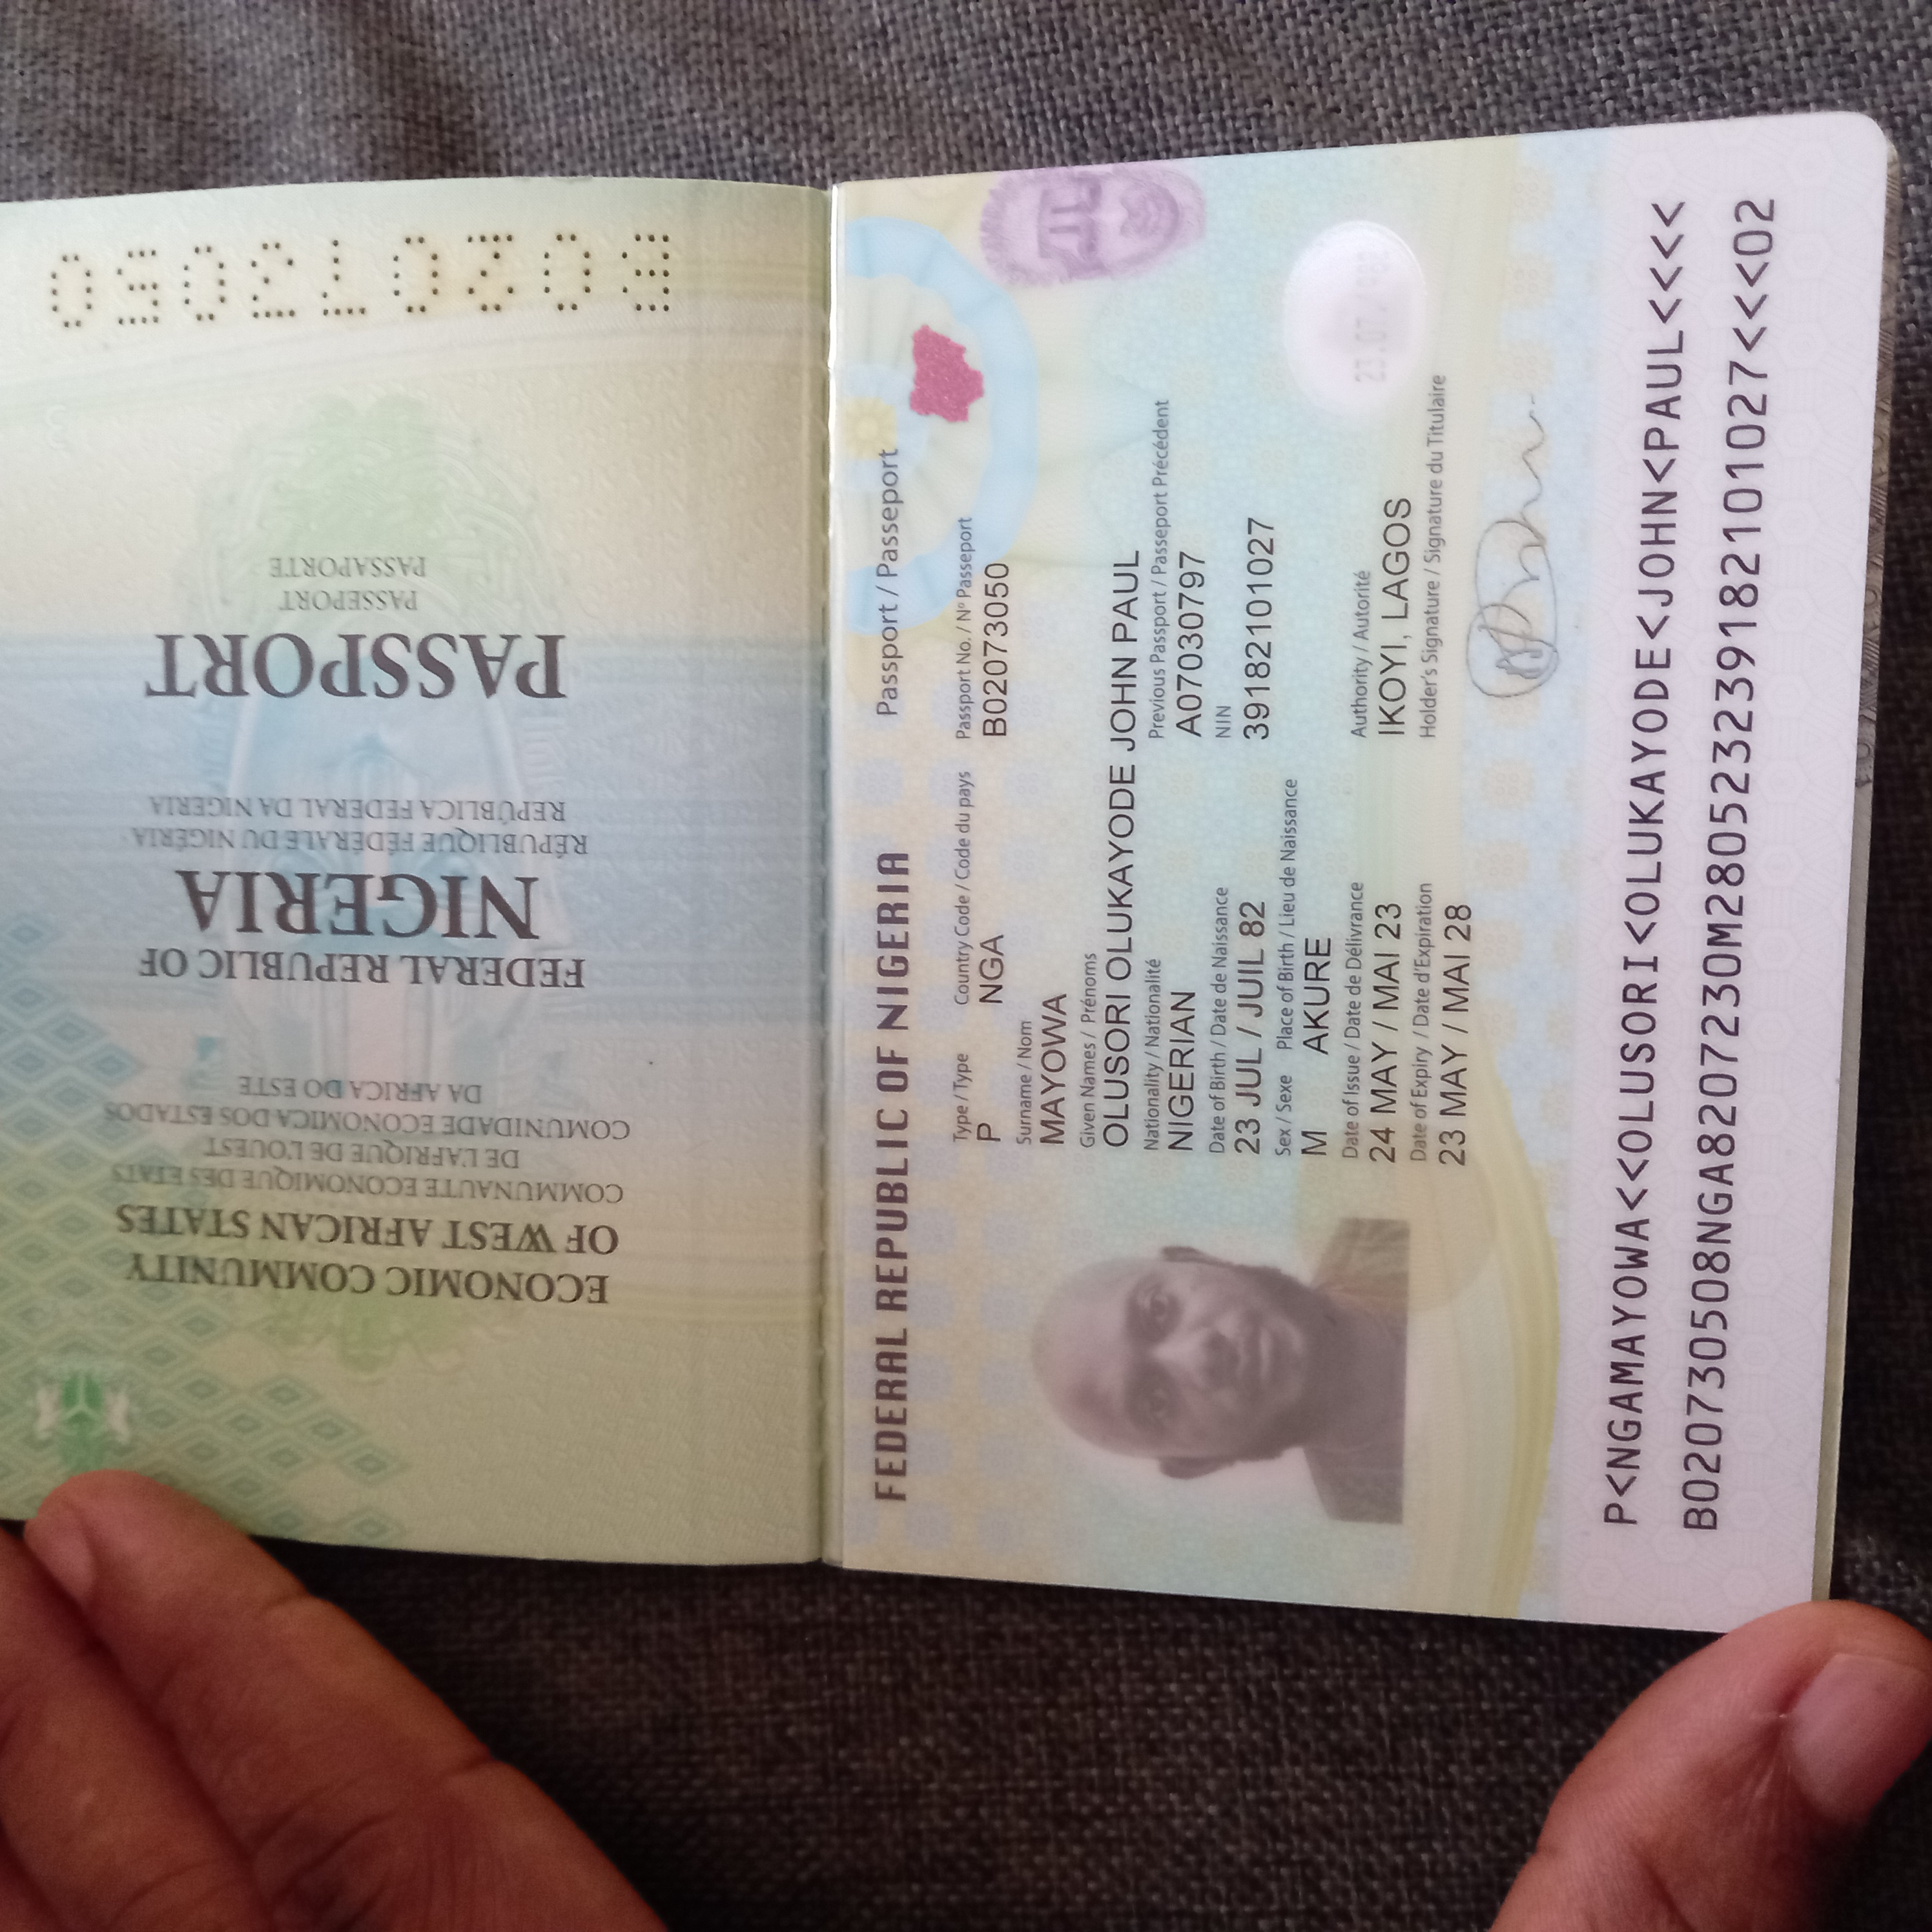 ECONOMIC COMMUNITY
OF WEST AFRICAN STATES
COMMUNAUTE ECONOMIQUE DES ETATS
DE L'AFRIQUE DE L'OUEST
COMUNIDADE ECONOMICA DOS ESTADOS
DA AFRICA DO ESTE
FEDERAL REPUBLIC OF
NIGERIA
RÉPUBLIQUE FÉDÉRALE DU NIGÉRIA
REPÚBLICA FEDERAL DA NIGERIA
PASSPORT
PASSEPORT
PASSAPORTE
B02073050
FEDERAL REPUBLIC OF NIGERIA
Passport / Passeport
Type / Type Country Code / Code du pays Passport No. / Nº Passeport
P NGA B02073050
Surname / Nom
MAYOWA
Given Names / Prénoms
OLUSORI OLUKAYODE JOHN PAUL
Nationality / Nationalité Previous Passport / Passeport Précédent
NIGERIAN A07030797
Date of Birth / Date de Naissance NIN
23 JUL / JUIL 82 39182101027
Sex / Sexe Place of Birth / Lieu de Naissance
M AKURE
Date of Issue / Date de Délivrance Authority / Autorité
24 MAY / MAI 23 IKOYI, LAGOS
Date of Expiry / Date d'Expiration Holder's Signature / Signature du Titulaire
23 MAY / MAI 28
P<NGAMAYOWA<<OLUSORI<OLUKAYODE<JOHN<PAUL<<<<
B020730508NGA8207230M28052323​9182101027<<<02